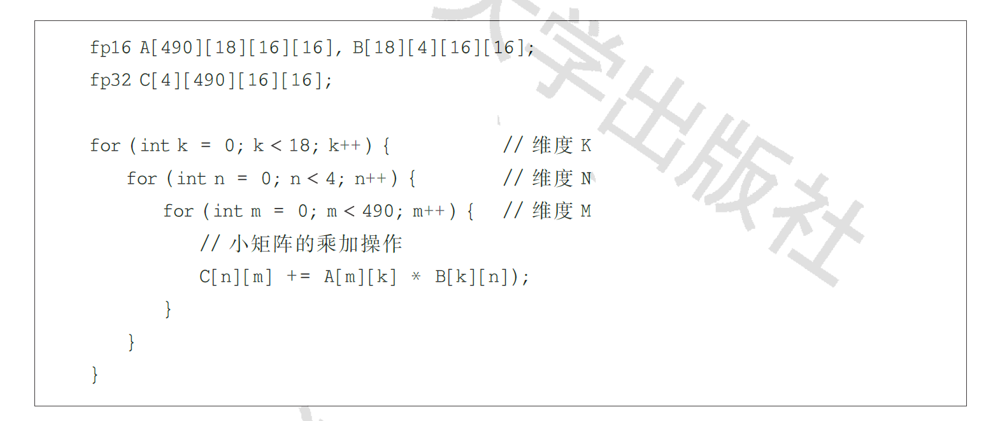 fp16 A[490][18][16][16], B[18][4][16][16];
fp32 C[4][490][16][16];
for (int k = 0; k < 18; k++) { // 维度 K
for (int n = 0; n < 4; n++) { // 维度 N
for (int m = 0; m < 490; m++) { // 维度 M
// 小矩阵的乘加操作
C[n][m] += A[m][k] * B[k][n]);
}
}
}
大学出版社